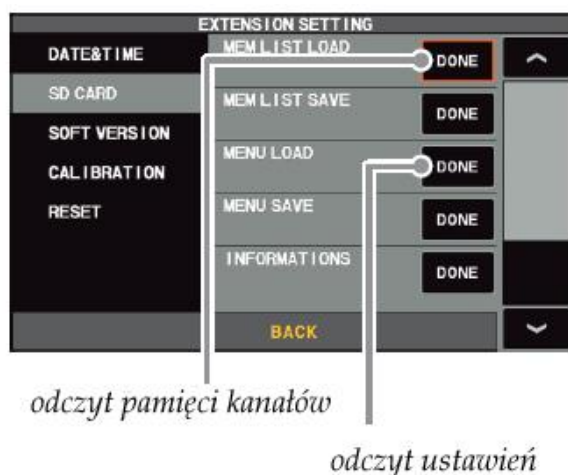 EXTENSION SETTING
DATE&TIME
SD CARD
SOFT VERSION
CALIBRATION
RESET
MEM LIST LOAD DONE
MEM LIST SAVE DONE
MENU LOAD DONE
MENU SAVE DONE
INFORMATIONS DONE
BACK
odczyt pamięci kanałów
odczyt ustawień